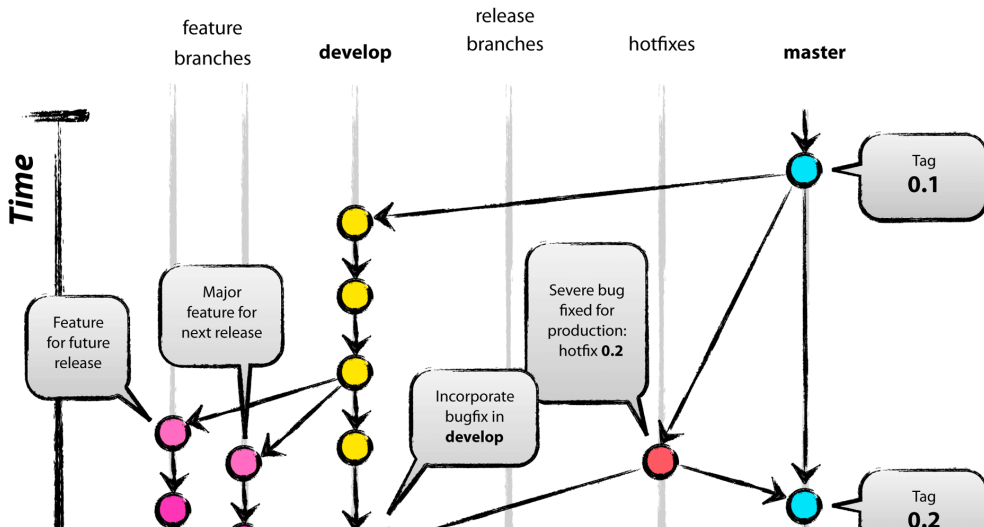 feature
branches
develop
release
branches
hotfixes
master
Time
Tag
0.1
Major
feature for
next release
Feature
for future
release
Severe bug
fixed for
production:
hotfix 0.2
Incorporate
bugfix in
develop
Tag
0.2